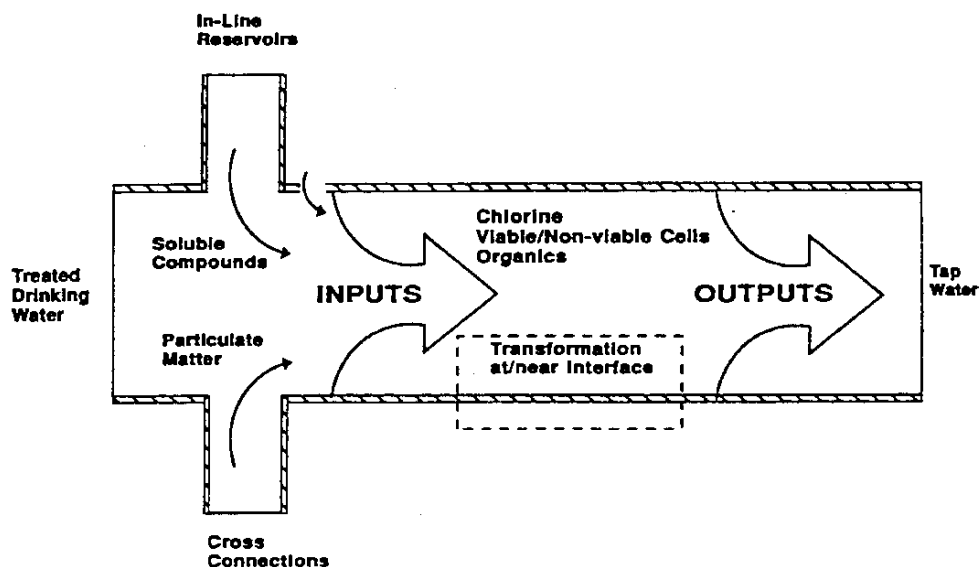 In-Line
Reservoirs
Soluble
Compounds
Chlorine
Viable/Non-viable Cells
Organics
Treated
Drinking
Water
INPUTS
OUTPUTS
Tap
Water
Particulate
Matter
Transformation
at/near Interface
Cross
Connections